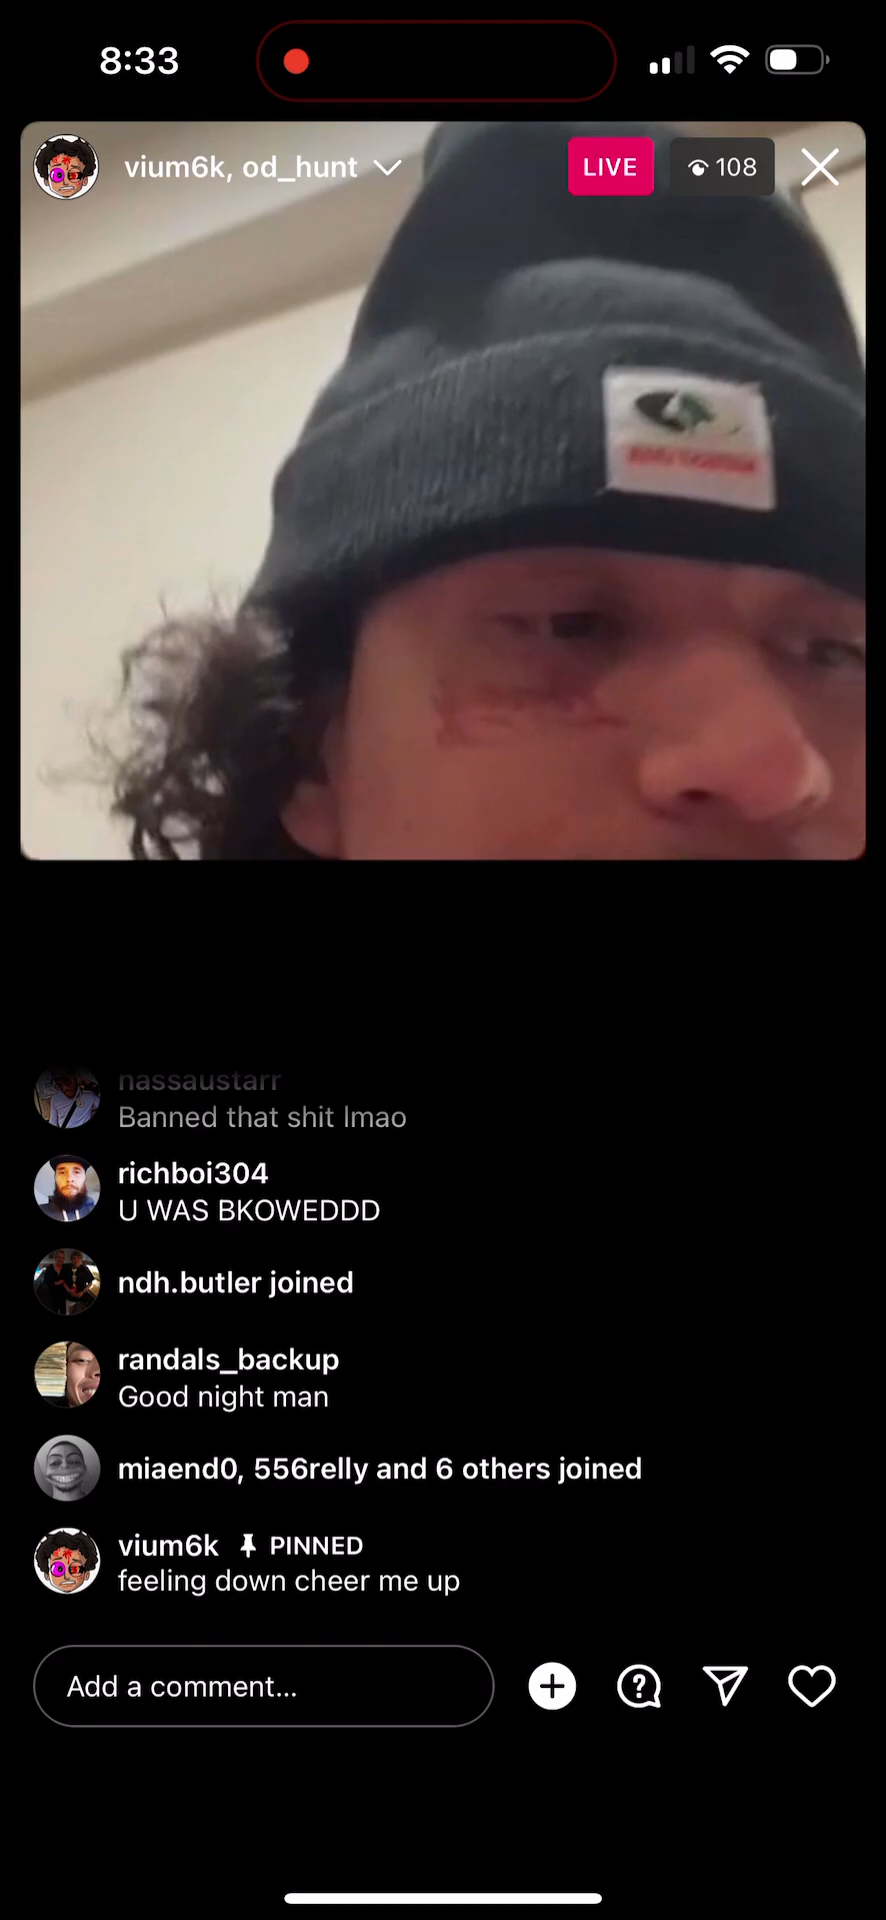 8:33
vium6k, od_hunt
LIVE
108
nassaustarr
Banned that shit lmao
richboi304
U WAS BKOWEDDD
ndh.butler joined
randals_backup
Good night man
miaend0, 556relly and 6 others joined
vium6k PINNED
feeling down cheer me up
Add a comment...